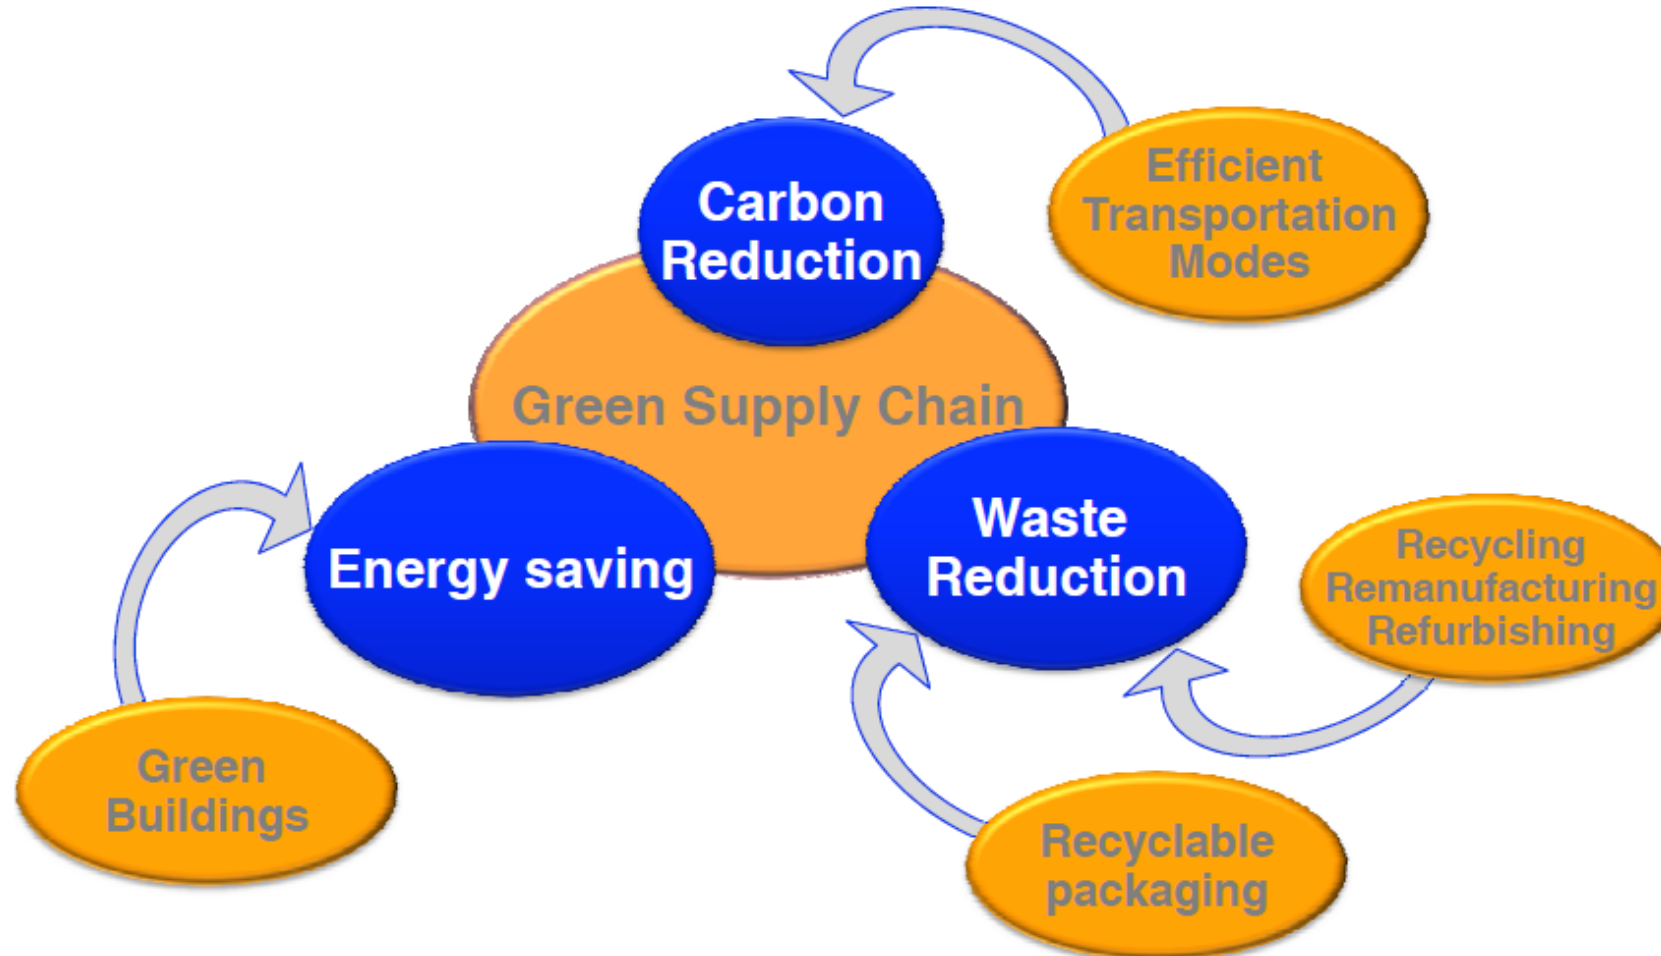 Efficient
Transportation
Modes
Carbon
Reduction
Green Supply Chain
Energy saving
Waste
Reduction
Recycling
Remanufacturing
Refurbishing
Green
Buildings
Recyclable
packaging